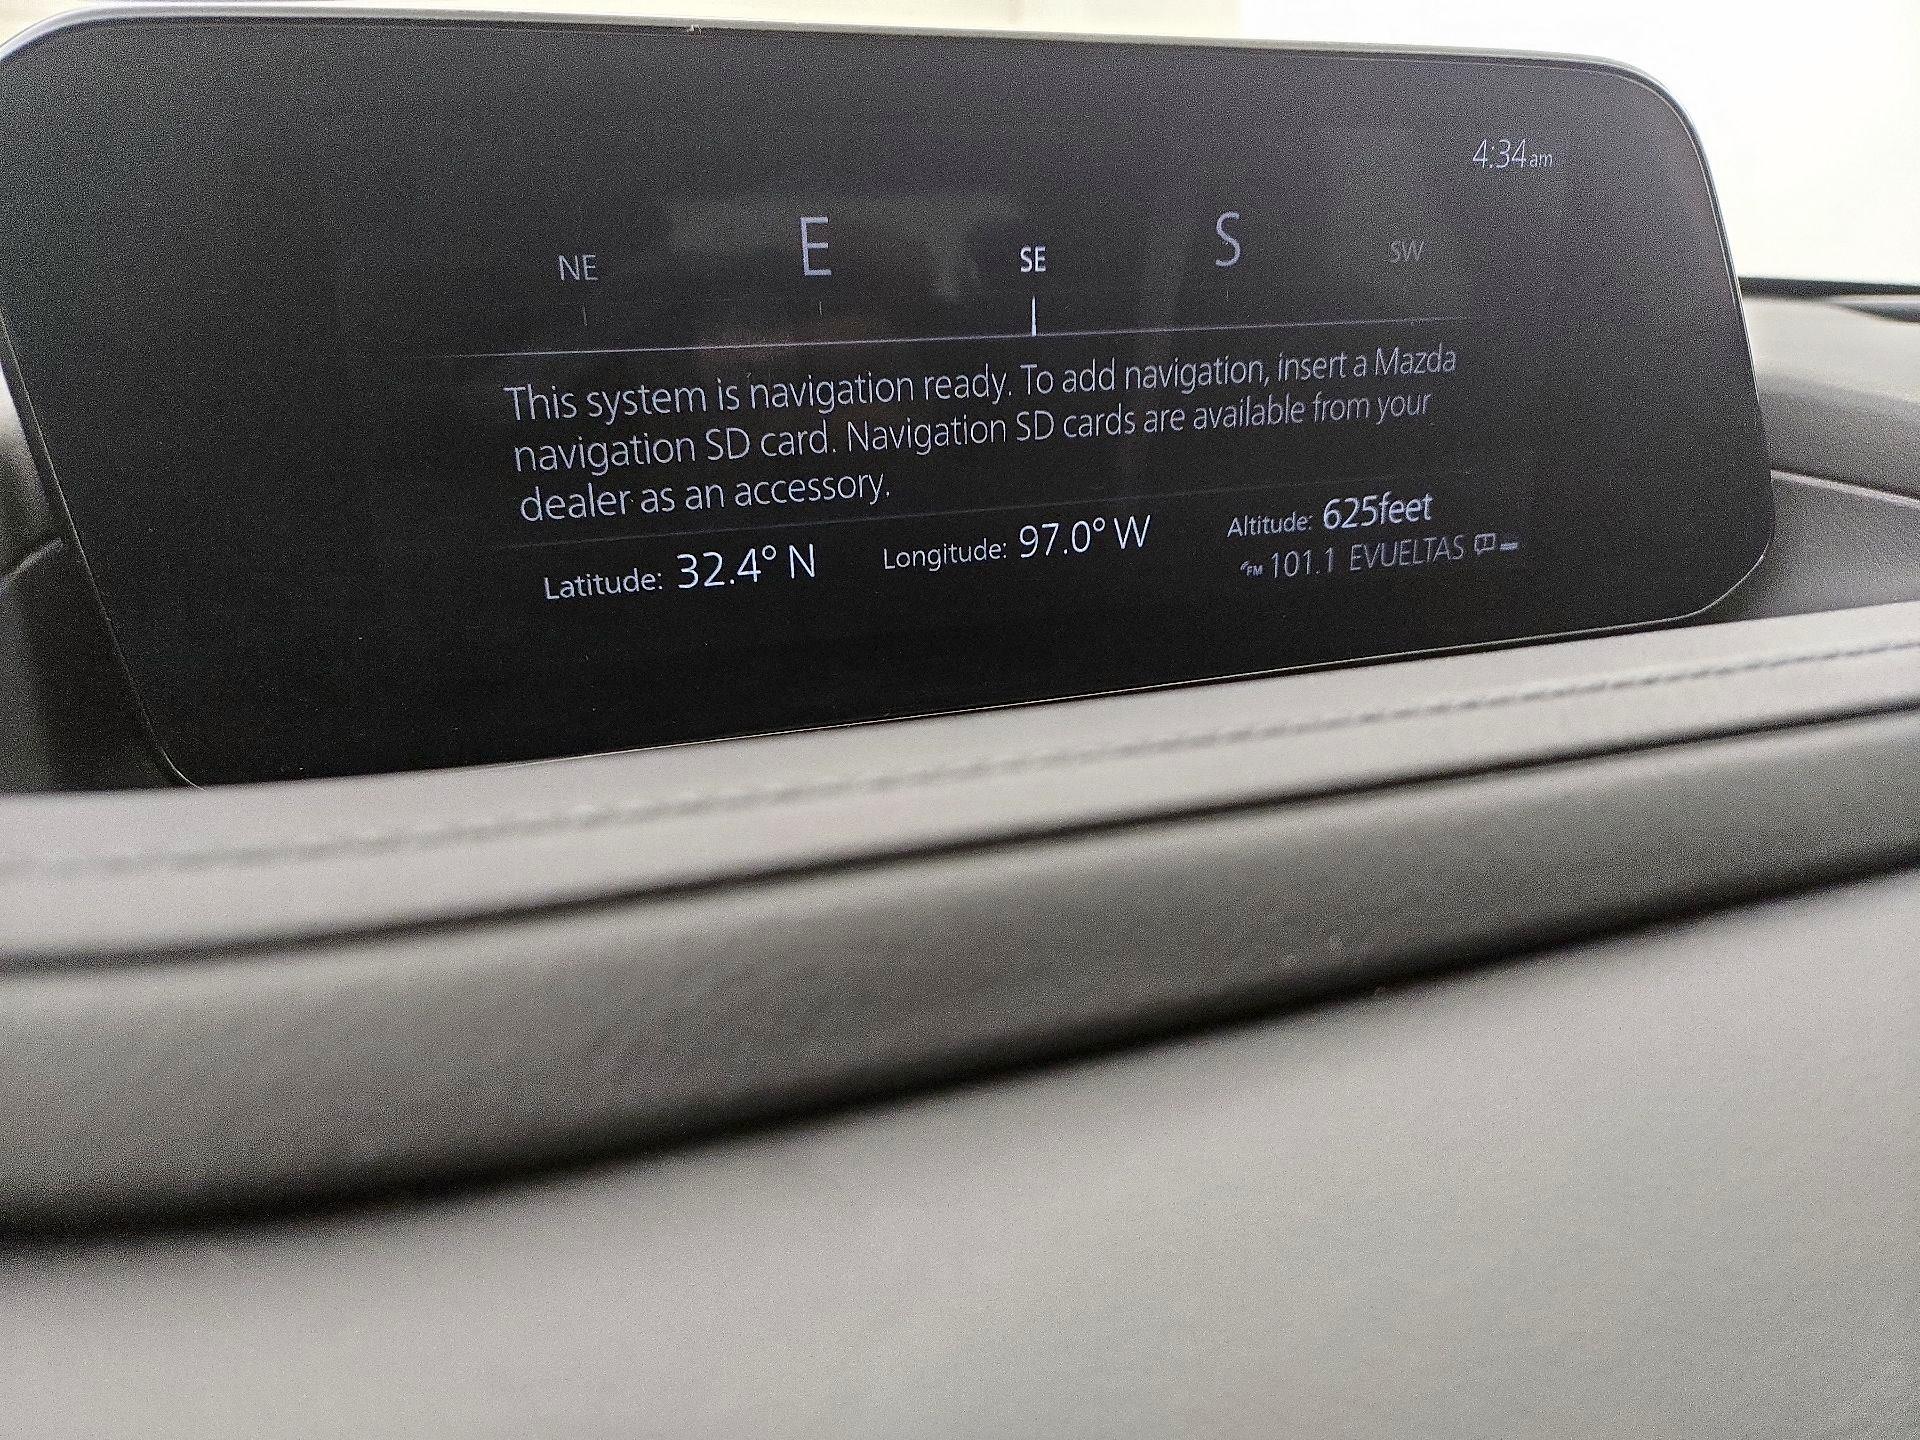 4:34am
NE E SE S SW
This system is navigation ready. To add navigation, insert a Mazda
navigation SD card. Navigation SD cards are available from your
dealer as an accessory.
Latitude: 32.4° N Longitude: 97.0° W Altitude: 625feet
FM 101.1 EVUELTAS